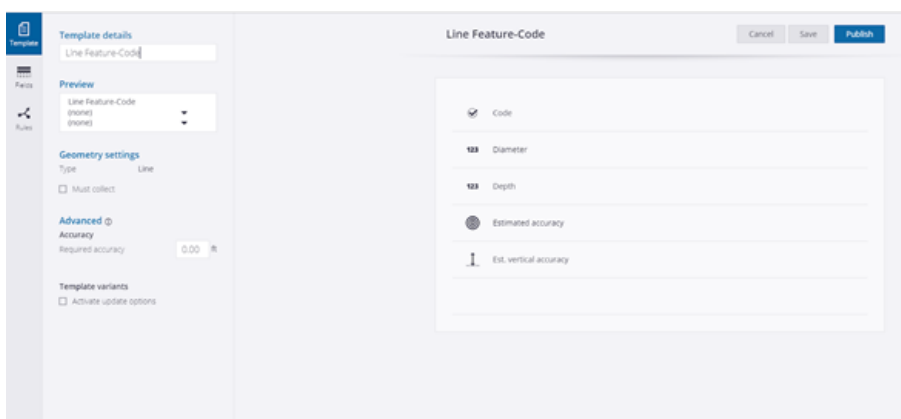 Template
Fields
Rules
Template details
Line Feature-Code
Preview
Line Feature-Code
(none)
(none)
Geometry settings
Type Line
Must collect
Advanced
Accuracy
Required accuracy 0.00 ft
Template variants
Activate update options
Line Feature-Code
Cancel Save Publish
Code
123 Diameter
123 Depth
Estimated accuracy
Est. vertical accuracy